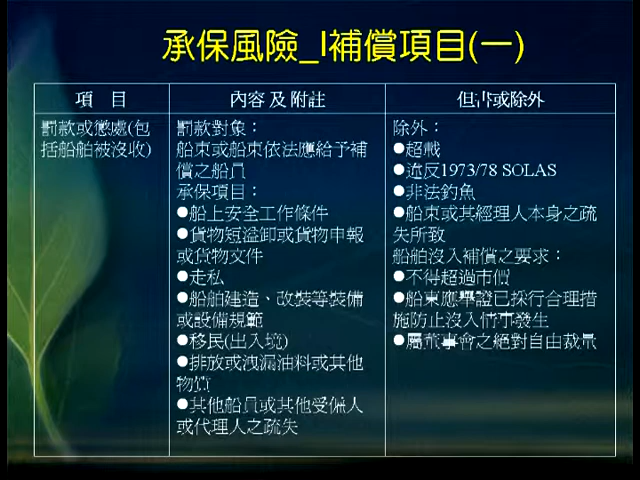 承保風險_I補償項目(一)
項　目
內容 及 附註
但書或除外
罰款或懲處(包
括船舶被沒收)
罰款對象：
船東或船東依法應給予補
償之船員
承保項目：
●船上安全工作條件
●貨物短溢卸或貨物申報
或貨物文件
●走私
●船舶建造、改裝等裝備
或設備規範
●移民(出入境)
●排放或洩漏油料或其他
物質
●其他船員或其他受僱人
或代理人之疏失
除外：
●超載
●違反1973/78 SOLAS
●非法釣魚
●船東或其經理人本身之疏
失所致
船舶沒入補償之要求：
●不得超過市價
●船東應舉證已採行合理措
施防止沒入情事發生
●屬董事會之絕對自由裁量